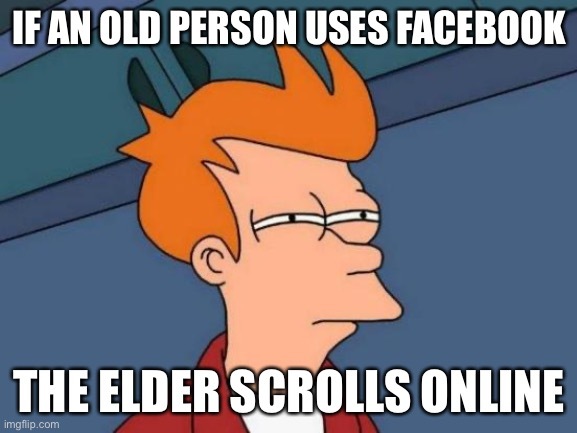 IF AN OLD PERSON USES FACEBOOK
THE ELDER SCROLLS ONLINE
imgflip.com